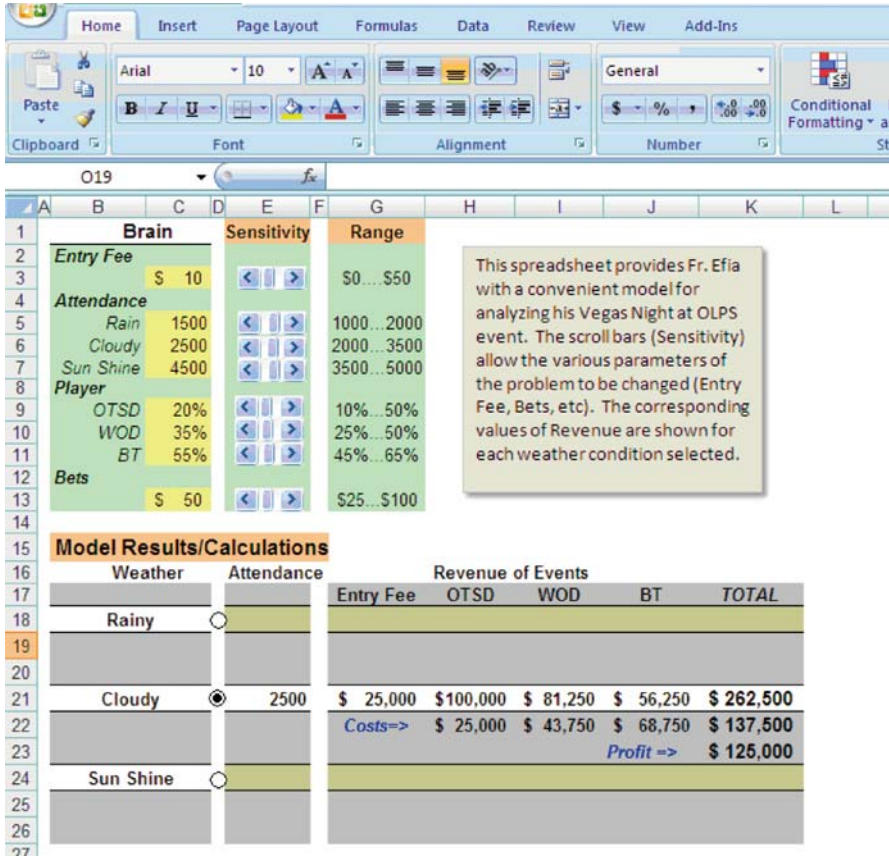 Home Insert Page Layout Formulas Data Review View Add-Ins
Arial 10 A A General
Paste B I U A $ % , .0 .00 .00 .0 Conditional
Formatting a
Clipboard Font Alignment Number St
O19 fx
A B C D E F G H I J K L
1 Brain Sensitivity Range
2 Entry Fee
3 $ 10 $0....$50
4 Attendance
5 Rain 1500 1000...2000
6 Cloudy 2500 2000...3500
7 Sun Shine 4500 3500...5000
8 Player
9 OTSD 20% 10%...50%
10 WOD 35% 25%...50%
11 BT 55% 45%...65%
12 Bets
13 $ 50 $25...$100
14
This spreadsheet provides Fr. Efia
with a convenient model for
analyzing his Vegas Night at OLPS
event. The scroll bars (Sensitivity)
allow the various parameters of
the problem to be changed (Entry
Fee, Bets, etc). The corresponding
values of Revenue are shown for
each weather condition selected.
15 Model Results/Calculations
16 Weather Attendance Revenue of Events
17 Entry Fee OTSD WOD BT TOTAL
18 Rainy
19
20
21 Cloudy 2500 $ 25,000 $100,000 $ 81,250 $ 56,250 $ 262,500
22 Costs=> $ 25,000 $ 43,750 $ 68,750 $ 137,500
23 Profit => $ 125,000
24 Sun Shine
25
26
27